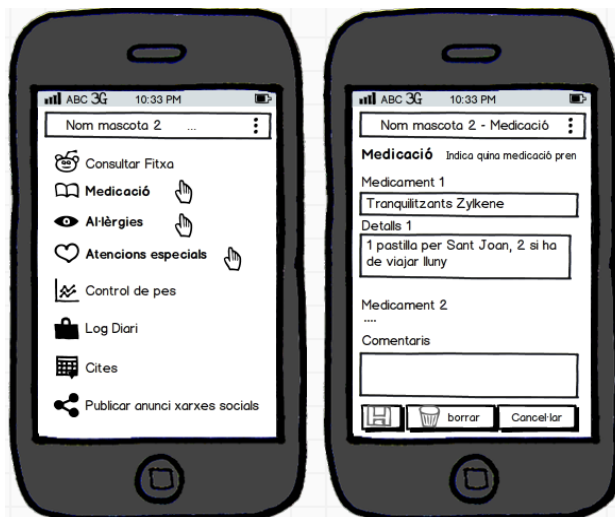 ABC 3G 10:33 PM
Nom mascota 2 ...
Consultar Fitxa
Medicació
Al·lèrgies
Atencions especials
Control de pes
Log Diari
Cites
Publicar anunci xarxes socials
ABC 3G 10:33 PM
Nom mascota 2 - Medicació
Medicació Indica quina medicació pren
Medicament 1
Tranquilitzants Zylkene
Detalls 1
1 pastilla per Sant Joan, 2 si ha
de viajar lluny
Medicament 2
....
Comentaris
borrar Cancel·lar